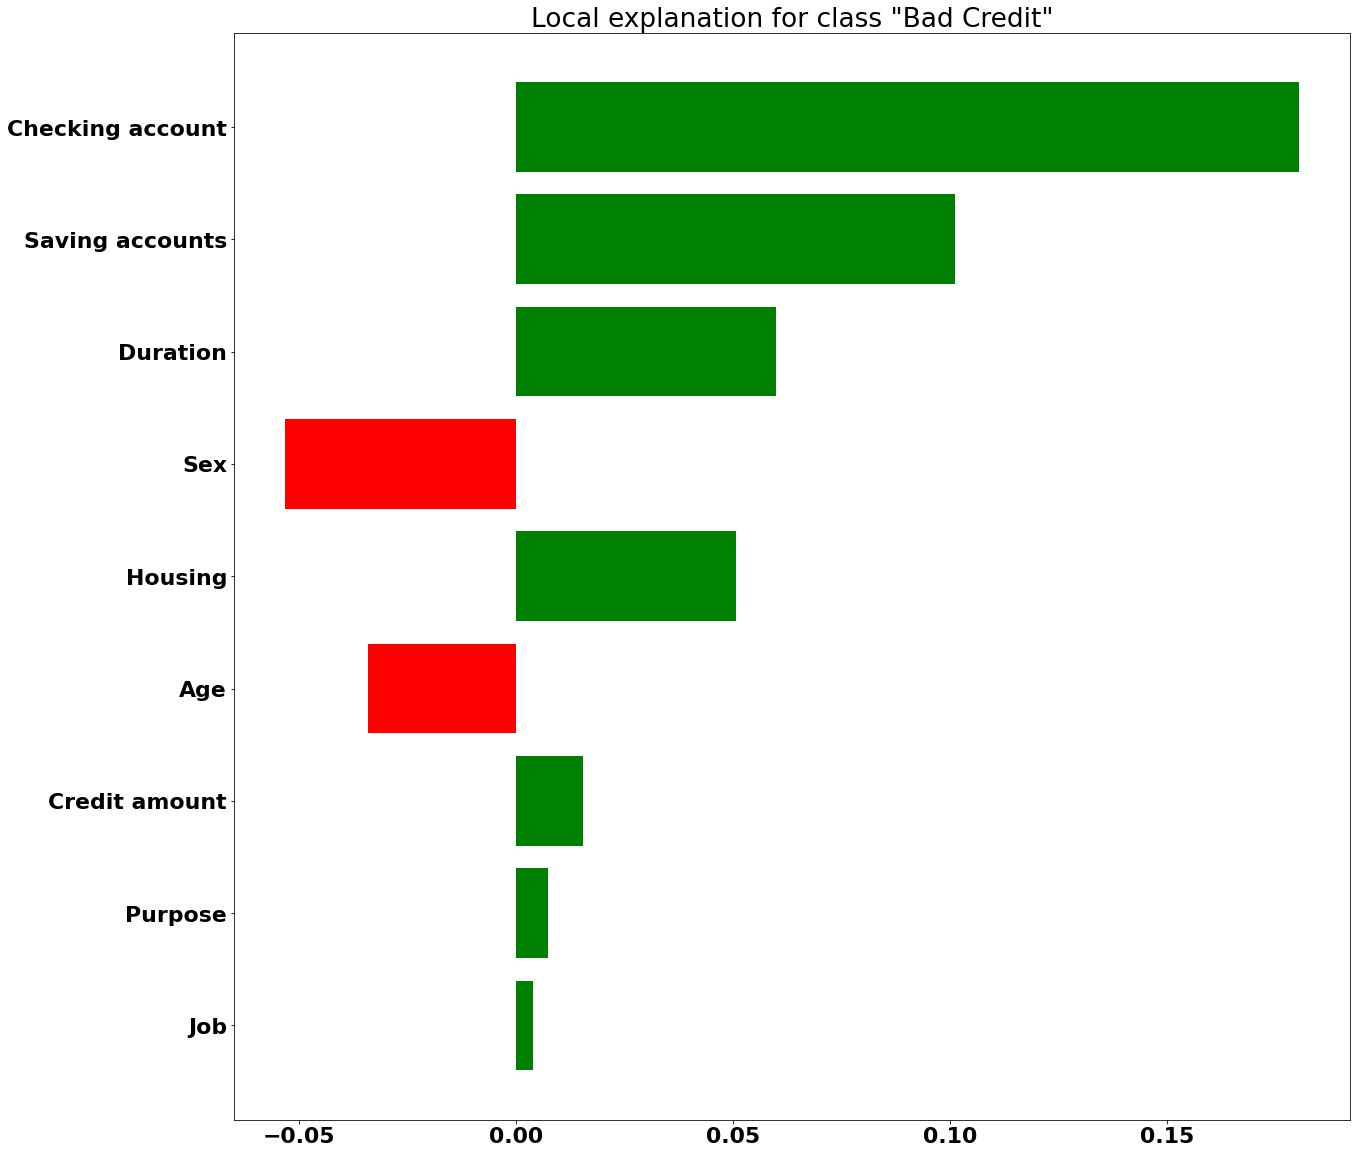 Local explanation for class "Bad Credit"
Checking account
Saving accounts
Duration
Sex
Housing
Age
Credit amount
Purpose
Job
−0.05 0.00 0.05 0.10 0.15